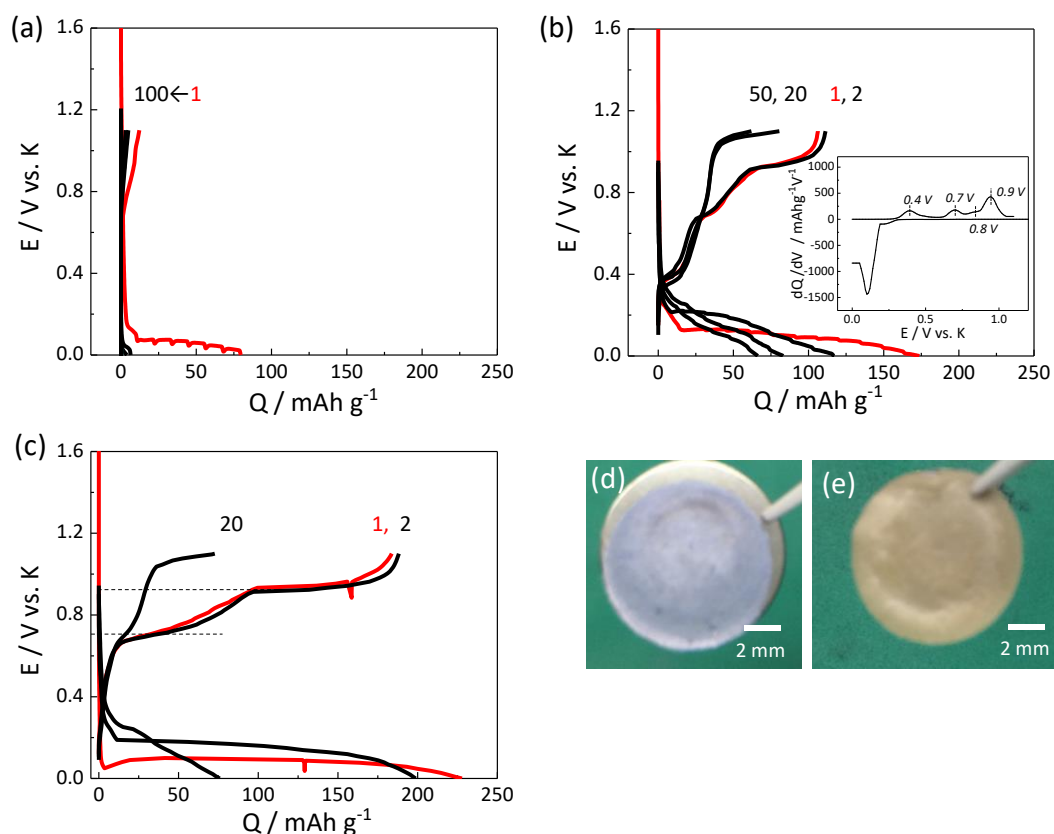 (a)
1.6
1.2
0.8
0.4
0.0
E / V vs. K
100←1
0 50 100 150 200 250
Q / mAh g⁻¹
(b)
1.6
1.2
0.8
0.4
0.0
E / V vs. K
50, 20 1, 2
1000
500
0
-500
-1000
-1500
dQ/dV / mAhg⁻¹V⁻¹
0.4 V 0.7 V 0.9 V
0.8 V
0.0 0.5 1.0
E / V vs. K
0 50 100 150 200 250
Q / mAh g⁻¹
(c)
1.6
1.2
0.8
0.4
0.0
E / V vs. K
20 1, 2
0 50 100 150 200 250
Q / mAh g⁻¹
(d)
2 mm
(e)
2 mm